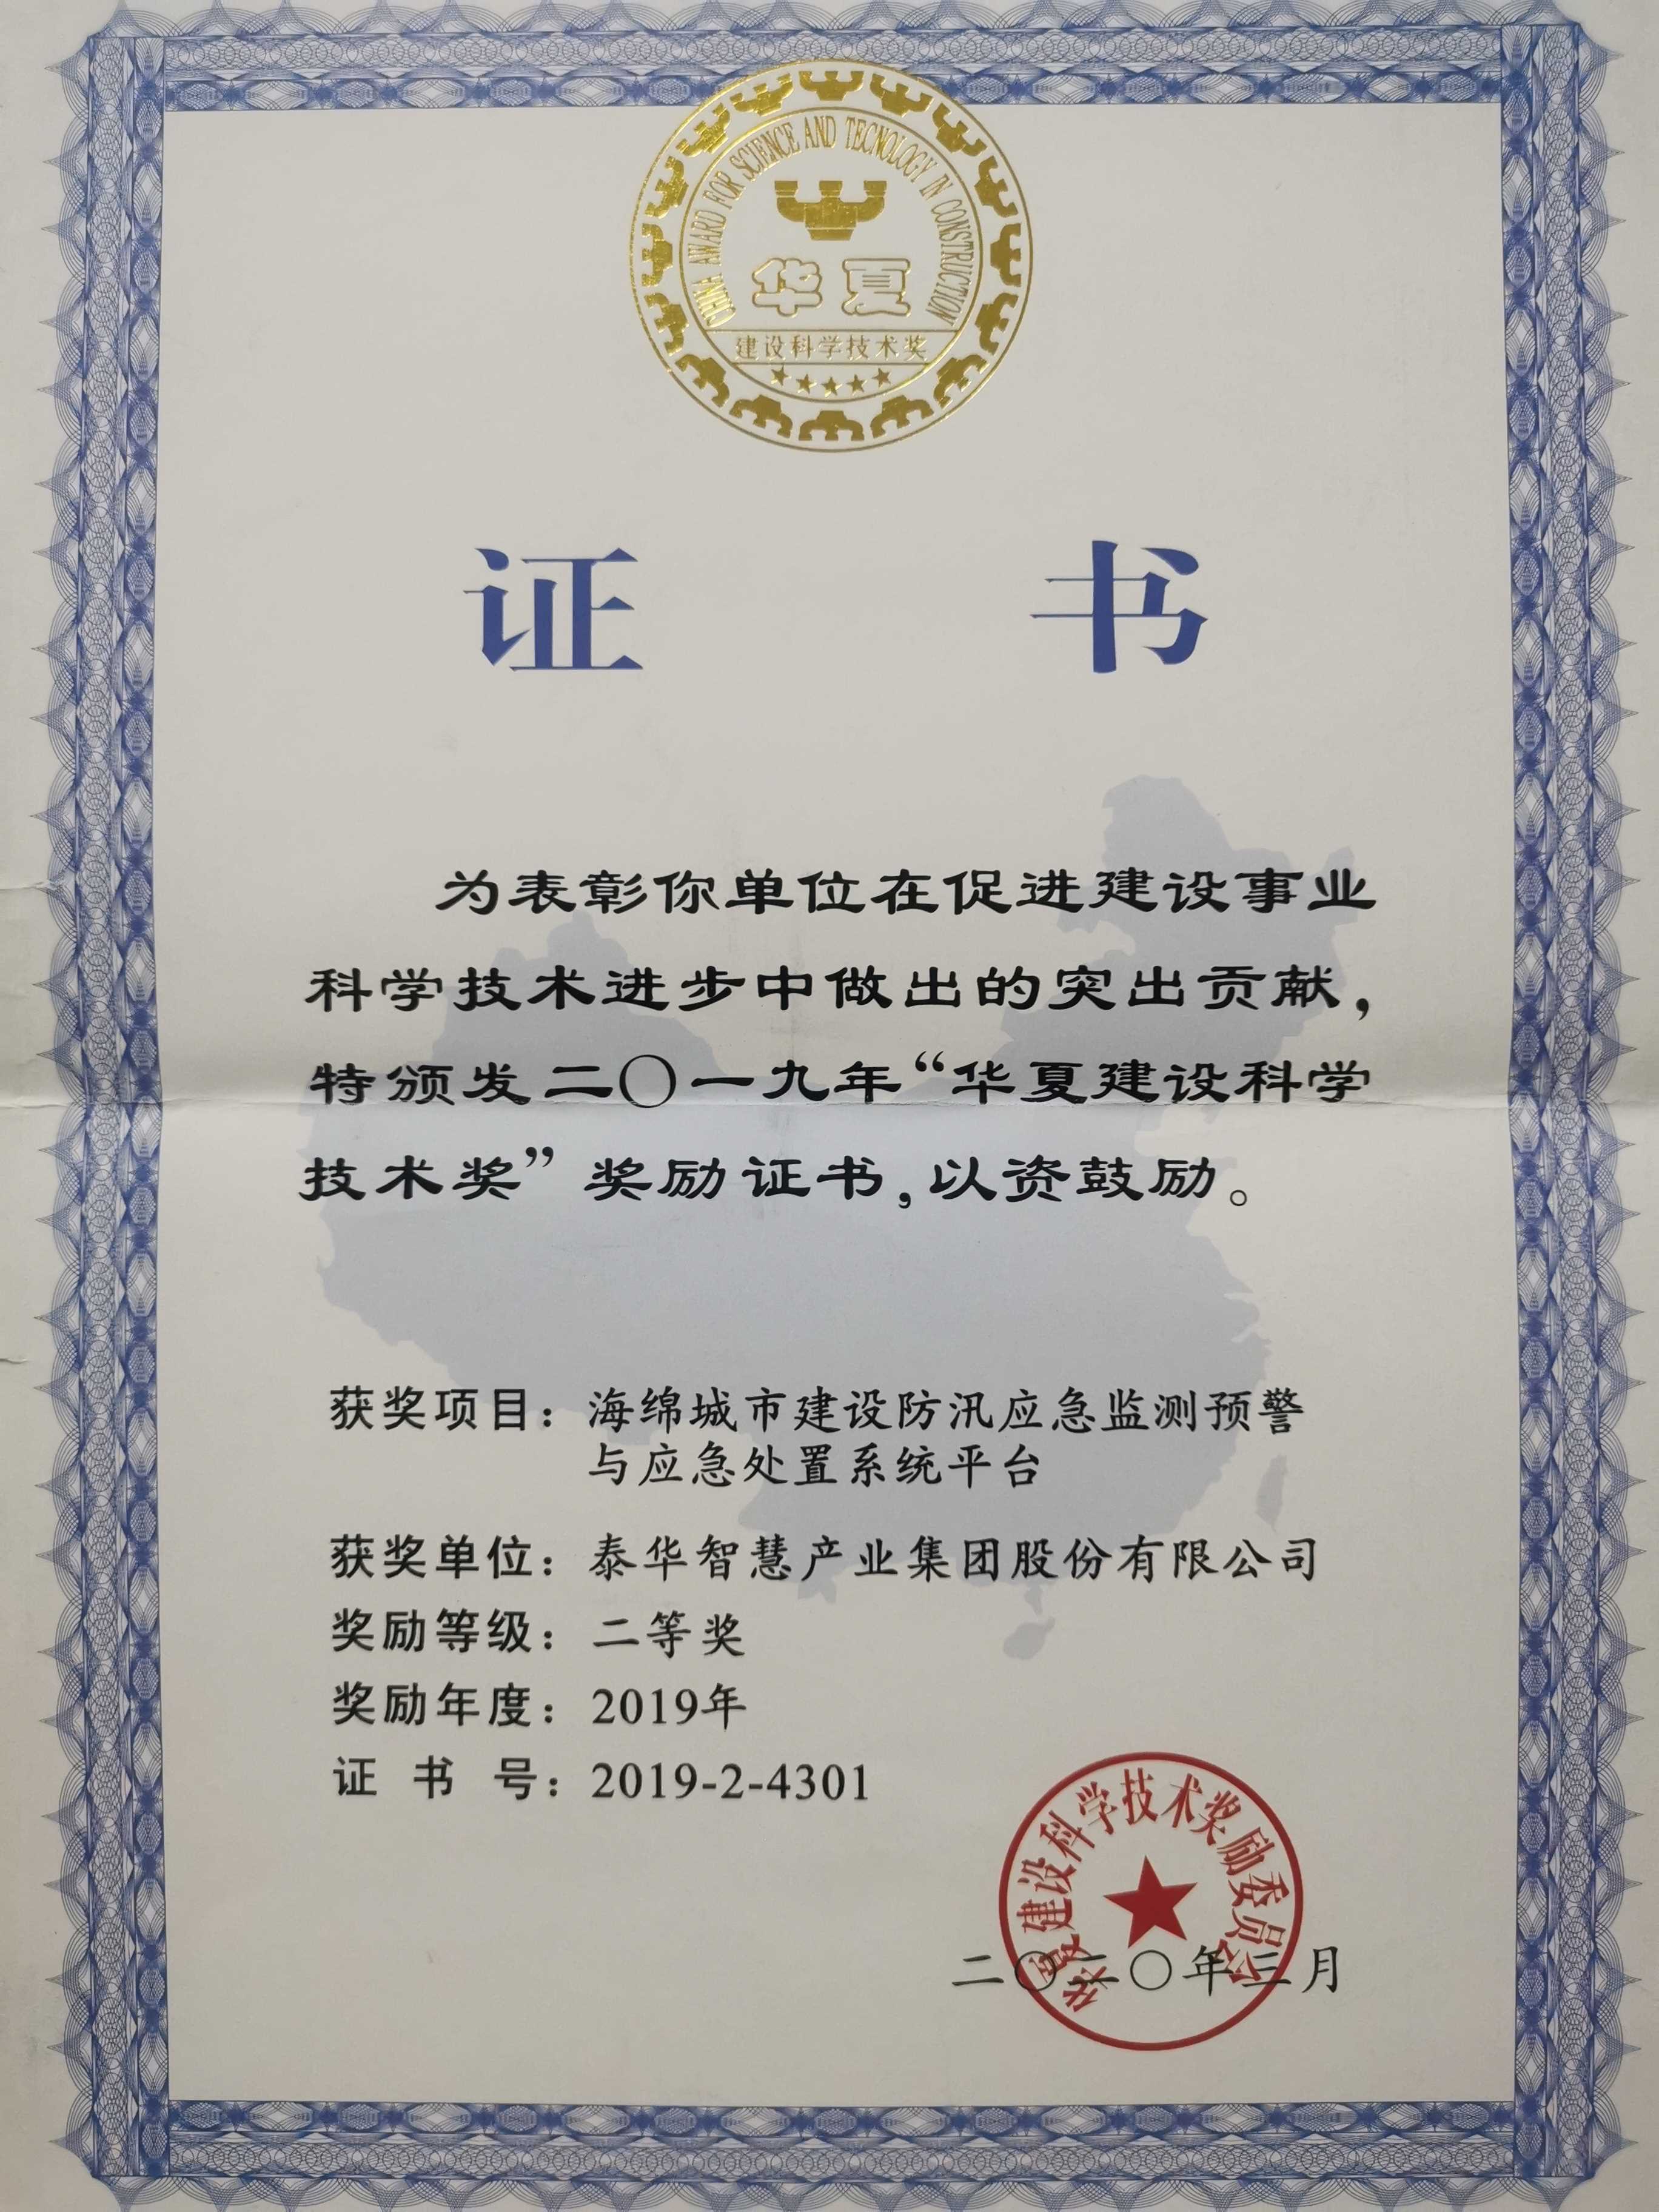 CHINA AWARD FOR SCIENCE AND TECNOLOGY IN CONSTRUCTION
华夏
建设科学技术奖
证 书
为表彰你单位在促进建设事业
科学技术进步中做出的突出贡献，
特颁发二〇一九年“华夏建设科学
技术奖”奖励证书，以资鼓励。
获奖项目：海绵城市建设防汛应急监测预警
与应急处置系统平台
获奖单位：泰华智慧产业集团股份有限公司
奖励等级：二等奖
奖励年度：2019年
证 书 号：2019-2-4301
华夏建设科学技术奖励委员会
二〇二〇年三月